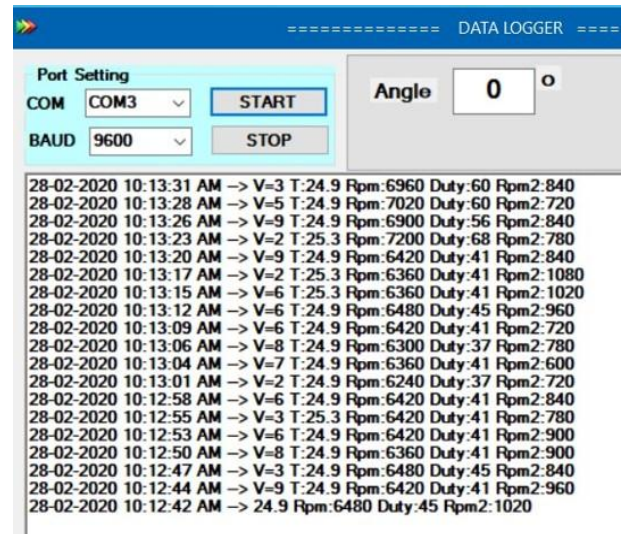 ============== DATA LOGGER ====
Port Setting
COM COM3 START
BAUD 9600 STOP
Angle 0 o
28-02-2020 10:13:31 AM --> V=3 T:24.9 Rpm:6960 Duty:60 Rpm2:840
28-02-2020 10:13:28 AM --> V=5 T:24.9 Rpm:7020 Duty:60 Rpm2:720
28-02-2020 10:13:26 AM --> V=9 T:24.9 Rpm:6900 Duty:56 Rpm2:840
28-02-2020 10:13:23 AM --> V=2 T:25.3 Rpm:7200 Duty:68 Rpm2:780
28-02-2020 10:13:20 AM --> V=9 T:24.9 Rpm:6420 Duty:41 Rpm2:840
28-02-2020 10:13:17 AM --> V=2 T:25.3 Rpm:6360 Duty:41 Rpm2:1080
28-02-2020 10:13:15 AM --> V=6 T:25.3 Rpm:6360 Duty:41 Rpm2:1020
28-02-2020 10:13:12 AM --> V=6 T:24.9 Rpm:6480 Duty:45 Rpm2:960
28-02-2020 10:13:09 AM --> V=6 T:24.9 Rpm:6420 Duty:41 Rpm2:720
28-02-2020 10:13:06 AM --> V=8 T:24.9 Rpm:6300 Duty:37 Rpm2:780
28-02-2020 10:13:04 AM --> V=7 T:24.9 Rpm:6360 Duty:41 Rpm2:600
28-02-2020 10:13:01 AM --> V=2 T:24.9 Rpm:6240 Duty:37 Rpm2:720
28-02-2020 10:12:58 AM --> V=6 T:24.9 Rpm:6420 Duty:41 Rpm2:840
28-02-2020 10:12:55 AM --> V=3 T:25.3 Rpm:6420 Duty:41 Rpm2:780
28-02-2020 10:12:53 AM --> V=6 T:24.9 Rpm:6420 Duty:41 Rpm2:900
28-02-2020 10:12:50 AM --> V=8 T:24.9 Rpm:6360 Duty:41 Rpm2:900
28-02-2020 10:12:47 AM --> V=3 T:24.9 Rpm:6480 Duty:45 Rpm2:840
28-02-2020 10:12:44 AM --> V=9 T:24.9 Rpm:6420 Duty:41 Rpm2:960
28-02-2020 10:12:42 AM --> 24.9 Rpm:6480 Duty:45 Rpm2:1020